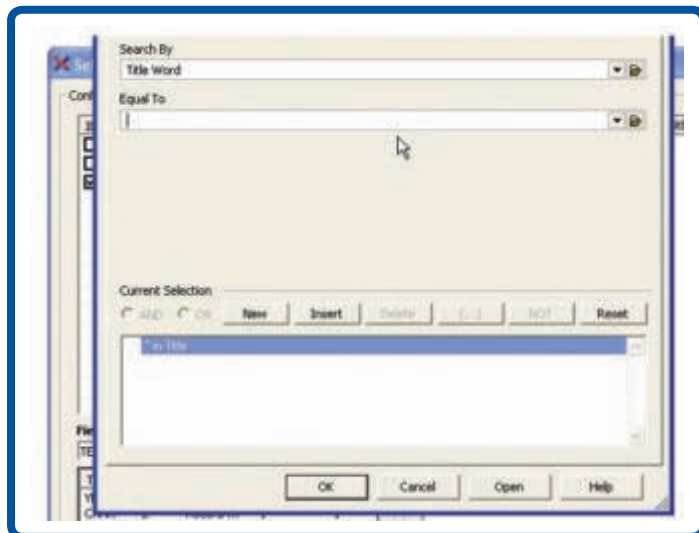 Search By
Title Word
Equal To
Current Selection
AND OR New Insert Delete NOT Reset
in Title
OK Cancel Open Help